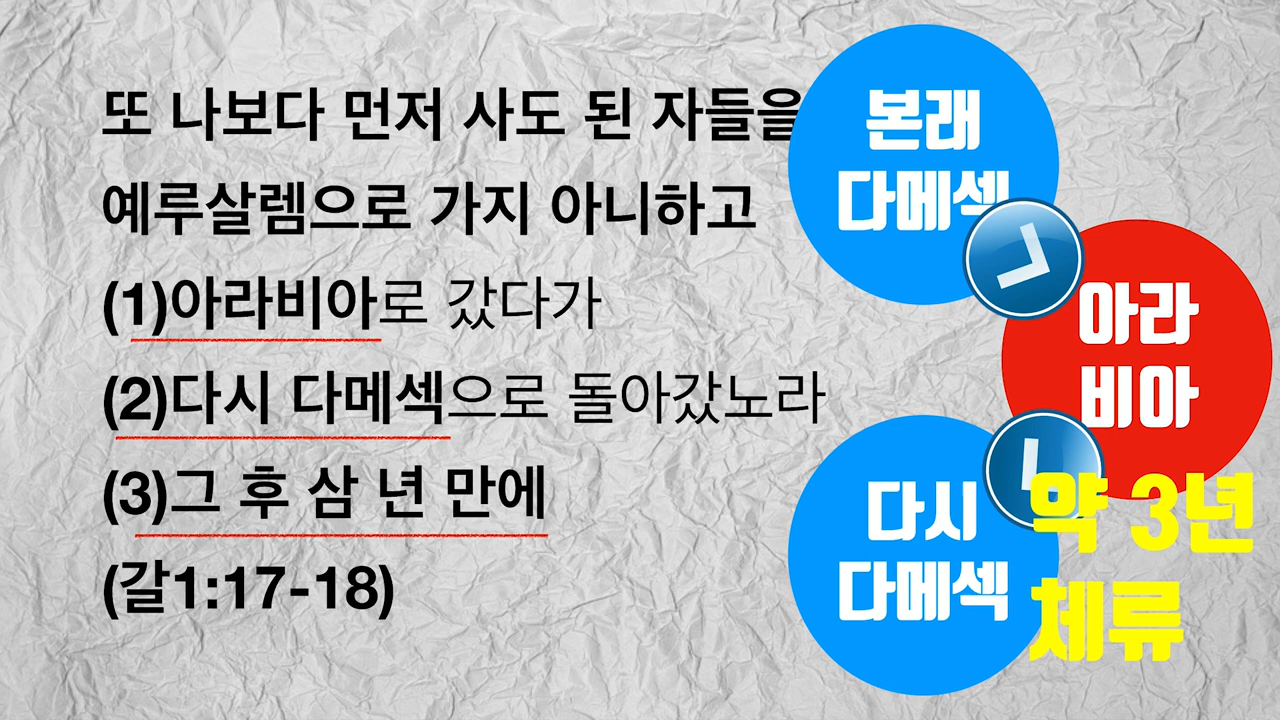 또 나보다 먼저 사도 된 자들을
예루살렘으로 가지 아니하고
(1)아라비아로 갔다가
(2)다시 다메섹으로 돌아갔노라
(3)그 후 삼 년 만에
(갈1:17-18)
본래
다메섹
아라
비아
다시
다메섹
약 3년
체류